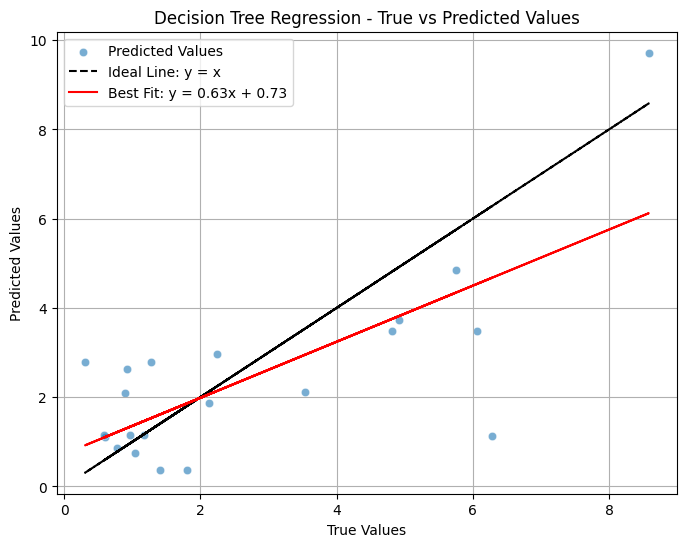 Decision Tree Regression - True vs Predicted Values
Predicted Values
Ideal Line: y = x
Best Fit: y = 0.63x + 0.73
10
8
6
4
2
0
Predicted Values
0 2 4 6 8
True Values